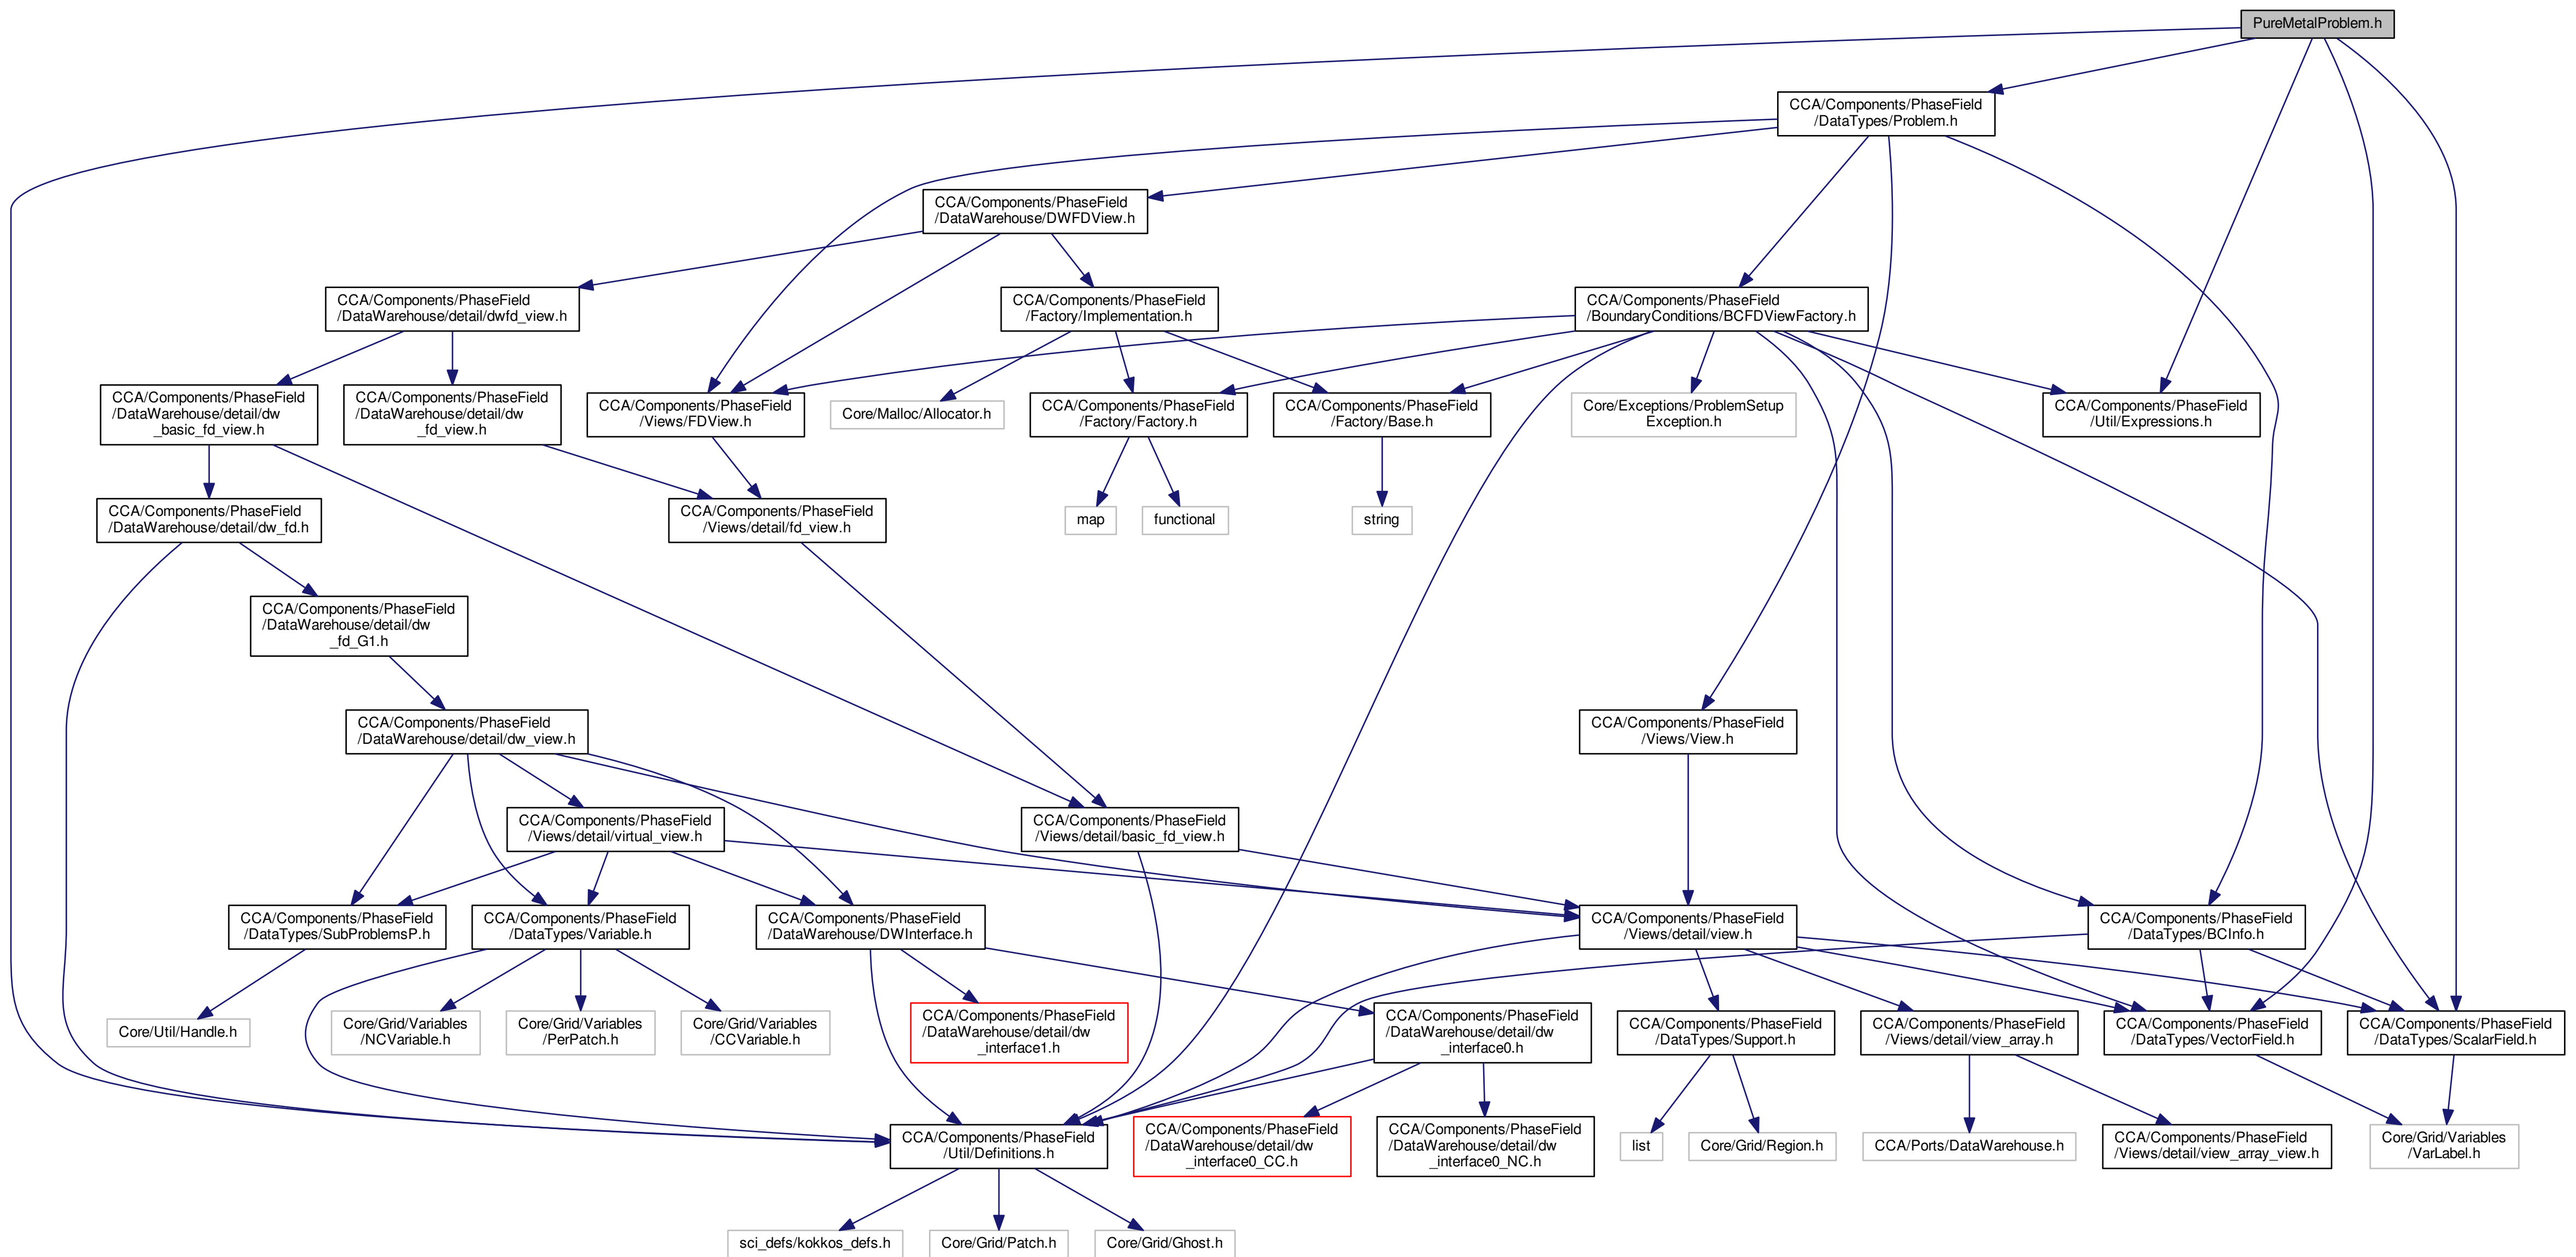 PureMetalProblem.h
CCA/Components/PhaseField
/DataTypes/Problem.h
CCA/Components/PhaseField
/DataWarehouse/DWFDView.h
CCA/Components/PhaseField
/DataWarehouse/detail/dwfd_view.h
CCA/Components/PhaseField
/Factory/Implementation.h
CCA/Components/PhaseField
/BoundaryConditions/BCFDViewFactory.h
CCA/Components/PhaseField
/DataWarehouse/detail/dw
_basic_fd_view.h
CCA/Components/PhaseField
/DataWarehouse/detail/dw
_fd_view.h
CCA/Components/PhaseField
/Views/FDView.h
Core/Malloc/Allocator.h
CCA/Components/PhaseField
/Factory/Factory.h
CCA/Components/PhaseField
/Factory/Base.h
Core/Exceptions/ProblemSetup
Exception.h
CCA/Components/PhaseField
/Util/Expressions.h
CCA/Components/PhaseField
/DataWarehouse/detail/dw_fd.h
CCA/Components/PhaseField
/Views/detail/fd_view.h
map
functional
string
CCA/Components/PhaseField
/DataWarehouse/detail/dw
_fd_G1.h
CCA/Components/PhaseField
/DataWarehouse/detail/dw_view.h
CCA/Components/PhaseField
/Views/View.h
CCA/Components/PhaseField
/Views/detail/virtual_view.h
CCA/Components/PhaseField
/Views/detail/basic_fd_view.h
CCA/Components/PhaseField
/DataTypes/SubProblemsP.h
CCA/Components/PhaseField
/DataTypes/Variable.h
CCA/Components/PhaseField
/DataWarehouse/DWInterface.h
CCA/Components/PhaseField
/Views/detail/view.h
CCA/Components/PhaseField
/DataTypes/BCInfo.h
Core/Util/Handle.h
Core/Grid/Variables
/NCVariable.h
Core/Grid/Variables
/PerPatch.h
Core/Grid/Variables
/CCVariable.h
CCA/Components/PhaseField
/DataWarehouse/detail/dw
_interface1.h
CCA/Components/PhaseField
/DataWarehouse/detail/dw
_interface0.h
CCA/Components/PhaseField
/DataTypes/Support.h
CCA/Components/PhaseField
/Views/detail/view_array.h
CCA/Components/PhaseField
/DataTypes/VectorField.h
CCA/Components/PhaseField
/DataTypes/ScalarField.h
CCA/Components/PhaseField
/Util/Definitions.h
CCA/Components/PhaseField
/DataWarehouse/detail/dw
_interface0_CC.h
CCA/Components/PhaseField
/DataWarehouse/detail/dw
_interface0_NC.h
list
Core/Grid/Region.h
CCA/Ports/DataWarehouse.h
CCA/Components/PhaseField
/Views/detail/view_array_view.h
Core/Grid/Variables
/VarLabel.h
sci_defs/kokkos_defs.h
Core/Grid/Patch.h
Core/Grid/Ghost.h